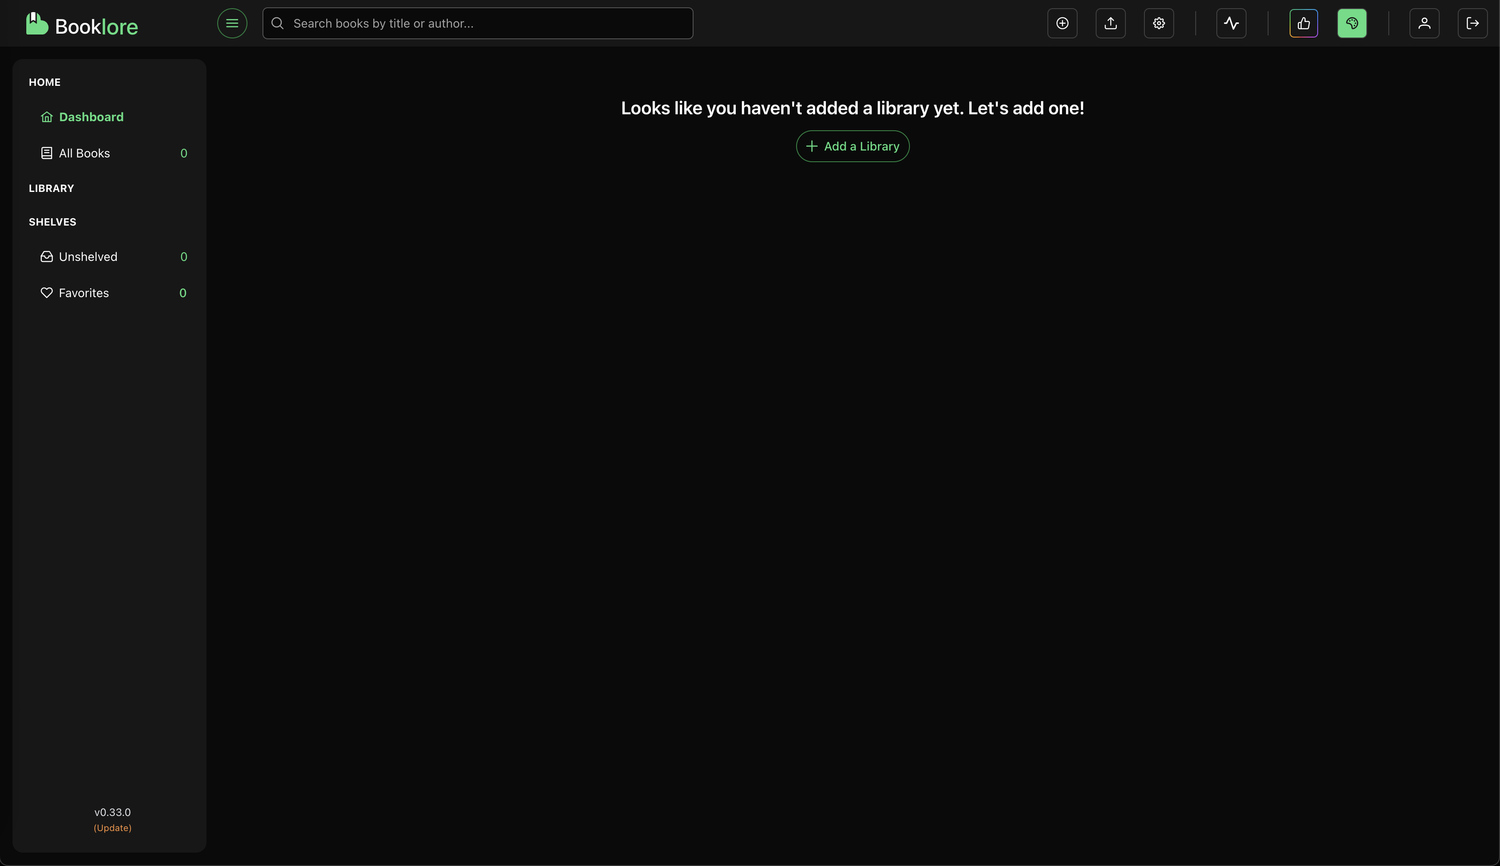 Booklore
Search books by title or author...
HOME
Dashboard
All Books 0
LIBRARY
SHELVES
Unshelved 0
Favorites 0
v0.33.0
(Update)
Looks like you haven't added a library yet. Let's add one!
Add a Library